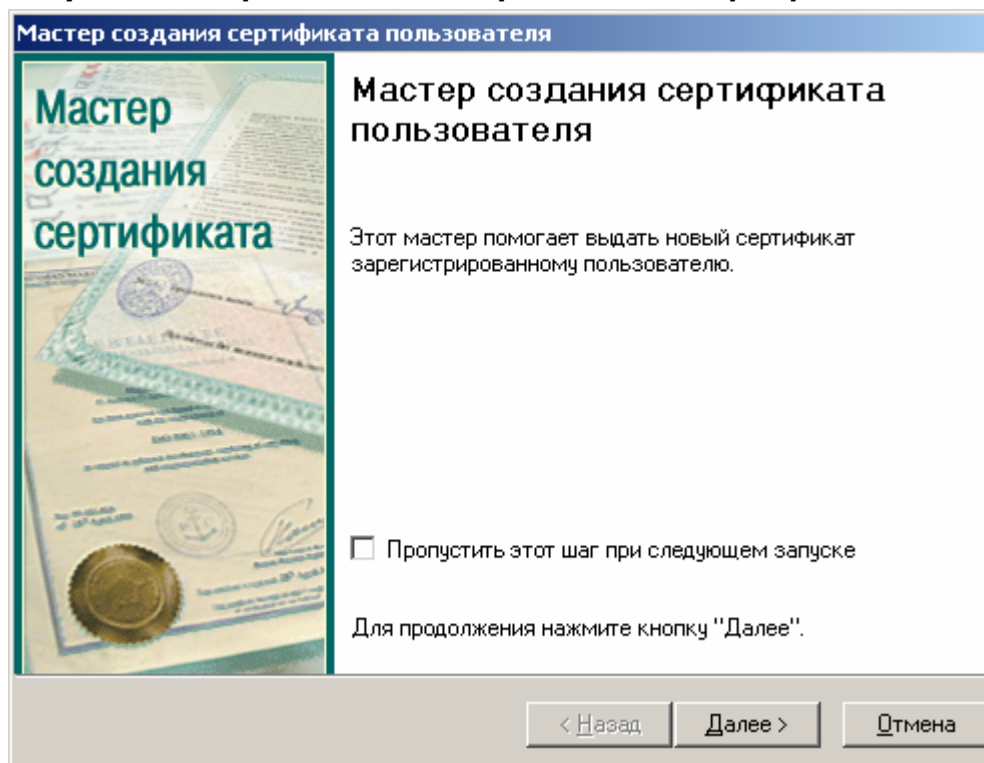 Мастер создания сертификата пользователя
Мастер
создания
сертификата
Мастер создания сертификата
пользователя
Этот мастер помогает выдать новый сертификат
зарегистрированному пользователю.
Пропустить этот шаг при следующем запуске
Для продолжения нажмите кнопку "Далее".
< Назад Далее > Отмена